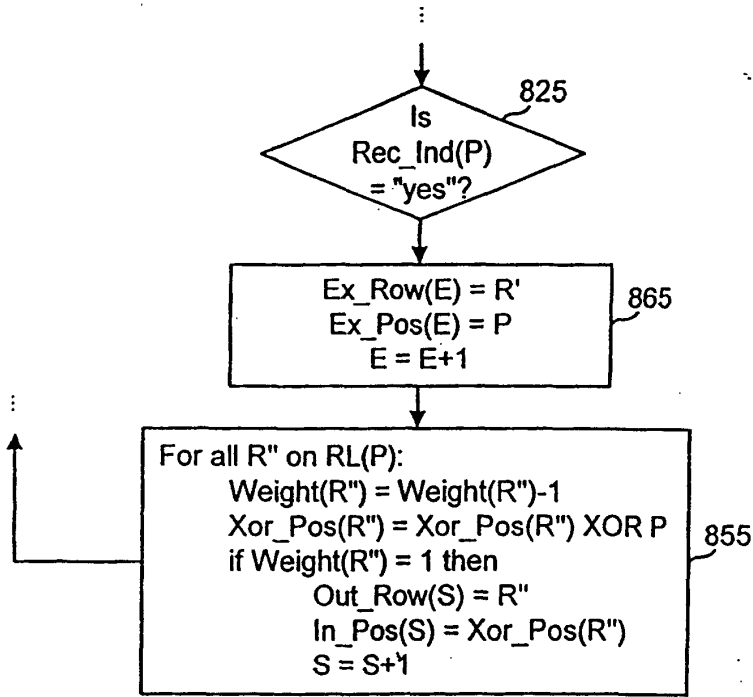 ⋮
825
Is
Rec_Ind(P)
= "yes"?
Ex_Row(E) = R'
Ex_Pos(E) = P
E = E+1
865
⋮
For all R" on RL(P):
Weight(R") = Weight(R")-1
Xor_Pos(R") = Xor_Pos(R") XOR P
if Weight(R") = 1 then
Out_Row(S) = R"
In_Pos(S) = Xor_Pos(R")
S = S+1
855